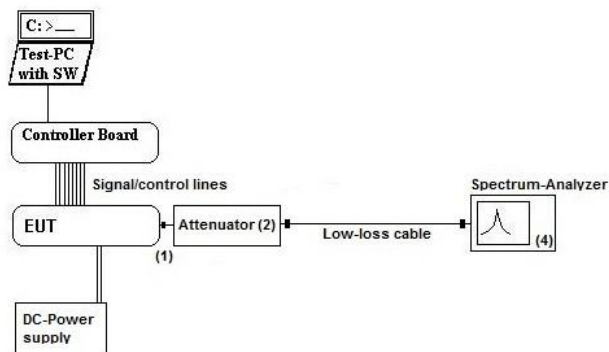 C: >__
Test-PC
with SW
Controller Board
Signal/control lines
Spectrum-Analyzer
EUT
Attenuator (2)
Low-loss cable
(4)
(1)
DC-Power
supply